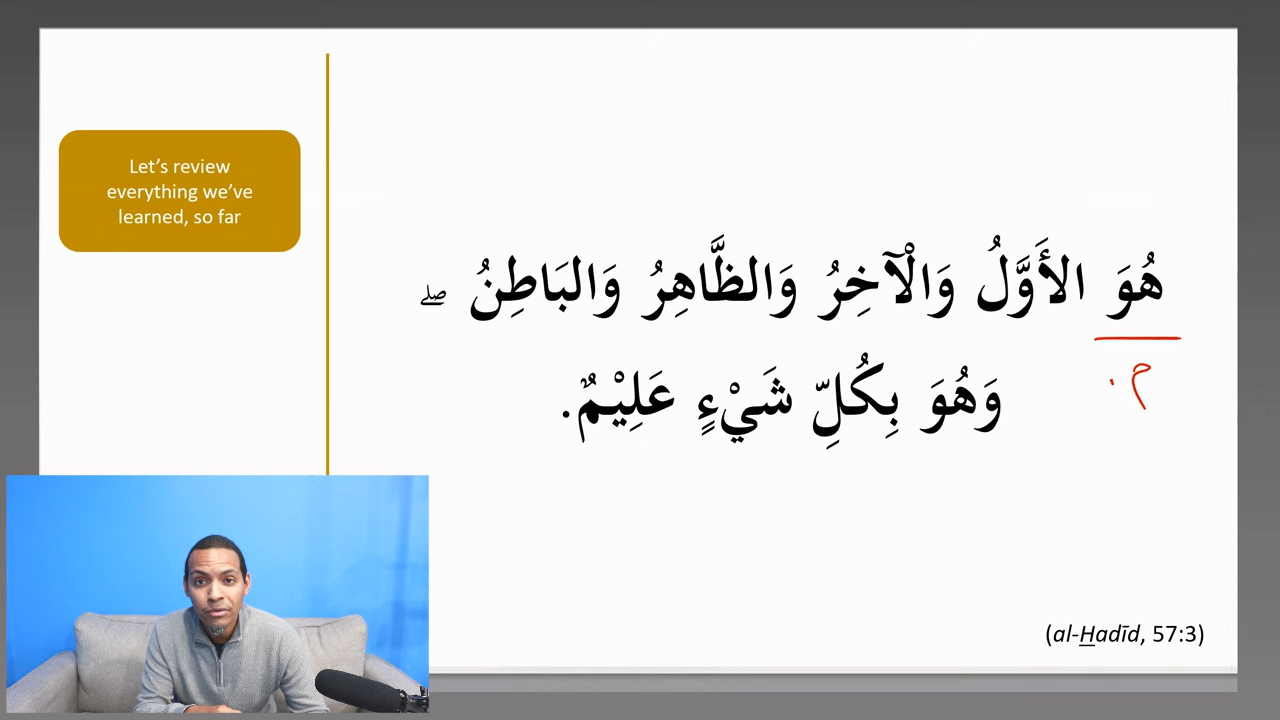 Let's review
everything we've
learned, so far
هُوَ الأَوَّلُ وَالْآخِرُ وَالظَّاهِرُ وَالبَاطِنُ ۖ
وَهُوَ بِكُلِّ شَيْءٍ عَلِيْمٌ.
م.
(al-Hadīd, 57:3)